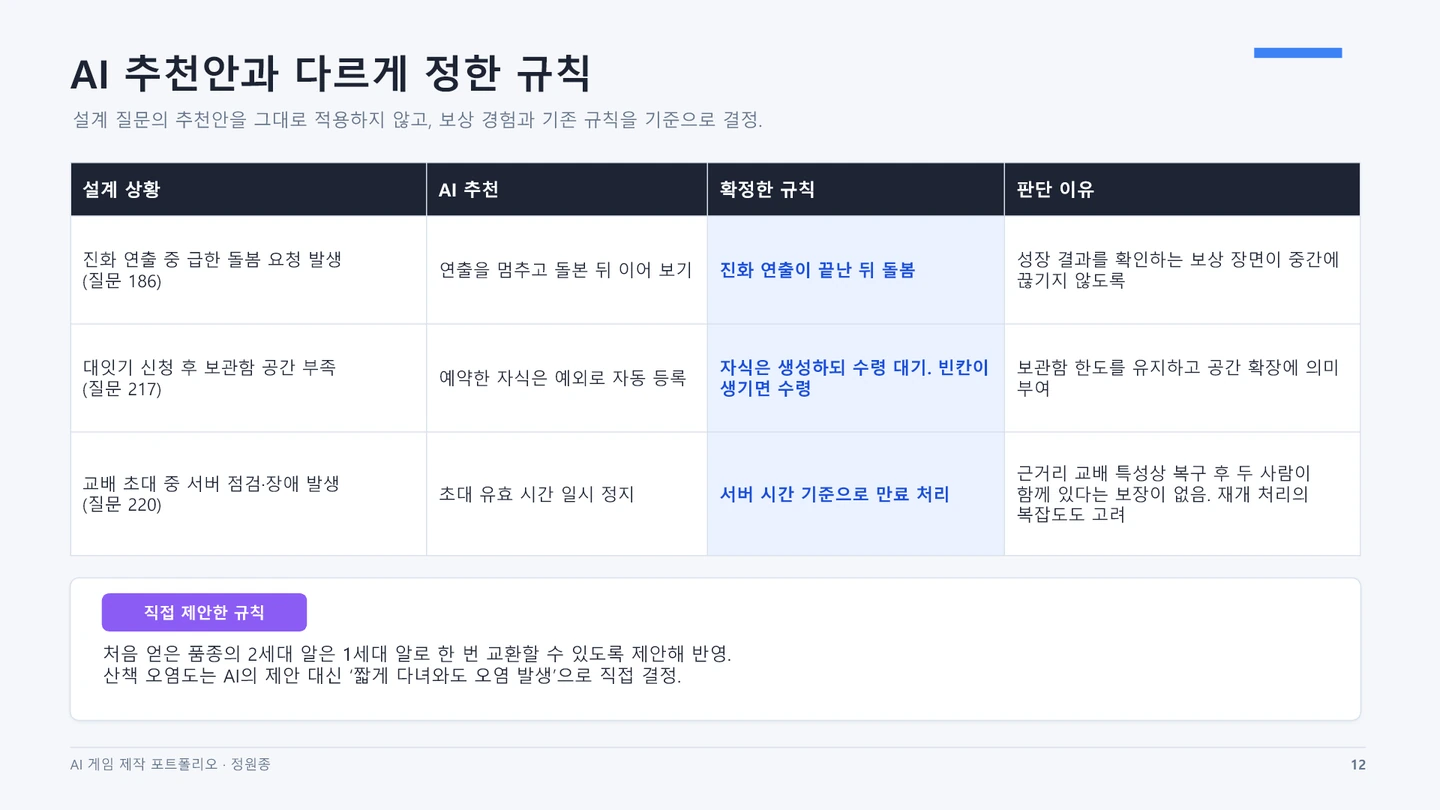 AI 추천안과 다르게 정한 규칙
설계 질문의 추천안을 그대로 적용하지 않고, 보상 경험과 기존 규칙을 기준으로 결정.
설계 상황
AI 추천
확정한 규칙
판단 이유
진화 연출 중 급한 돌봄 요청 발생
(질문 186)
연출을 멈추고 돌본 뒤 이어 보기
진화 연출이 끝난 뒤 돌봄
성장 결과를 확인하는 보상 장면이 중간에
끊기지 않도록
대잇기 신청 후 보관함 공간 부족
(질문 217)
예약한 자식은 예외로 자동 등록
자식은 생성하되 수령 대기. 빈칸이
생기면 수령
보관함 한도를 유지하고 공간 확장에 의미
부여
교배 초대 중 서버 점검·장애 발생
(질문 220)
초대 유효 시간 일시 정지
서버 시간 기준으로 만료 처리
근거리 교배 특성상 복구 후 두 사람이
함께 있다는 보장이 없음. 재개 처리의
복잡도도 고려
직접 제안한 규칙
처음 얻은 품종의 2세대 알은 1세대 알로 한 번 교환할 수 있도록 제안해 반영.
산책 오염도는 AI의 제안 대신 ‘짧게 다녀와도 오염 발생’으로 직접 결정.
AI 게임 제작 포트폴리오 · 정원종
12